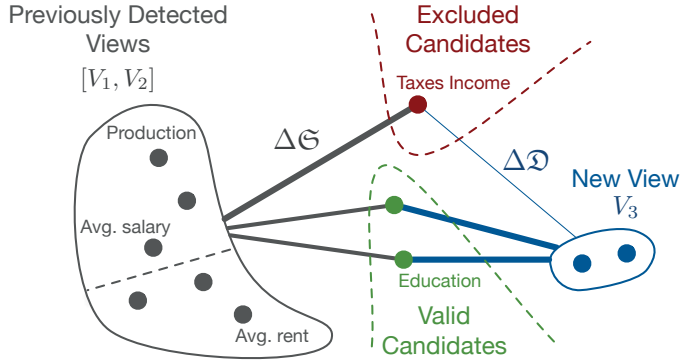 Previously Detected
Views
[V₁, V₂]
Excluded
Candidates
Taxes Income
Production
Δ𝔖
Δ𝔇
New View
V₃
Avg. salary
Education
Avg. rent
Valid
Candidates